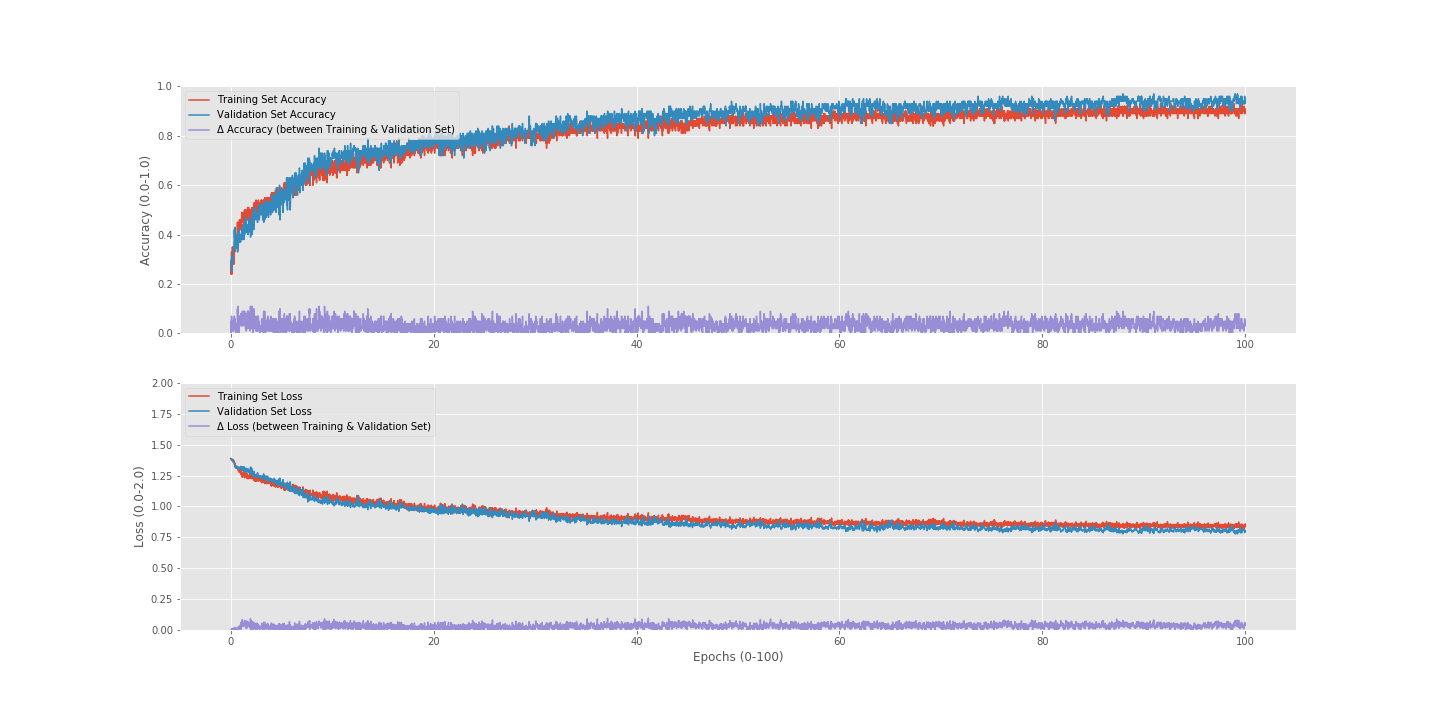 1.0
0.8
0.6
0.4
0.2
0.0
Accuracy (0.0-1.0)
Training Set Accuracy
Validation Set Accuracy
Δ Accuracy (between Training & Validation Set)
0 20 40 60 80 100
2.00
1.75
1.50
1.25
1.00
0.75
0.50
0.25
0.00
Loss (0.0-2.0)
Training Set Loss
Validation Set Loss
Δ Loss (between Training & Validation Set)
0 20 40 60 80 100
Epochs (0-100)